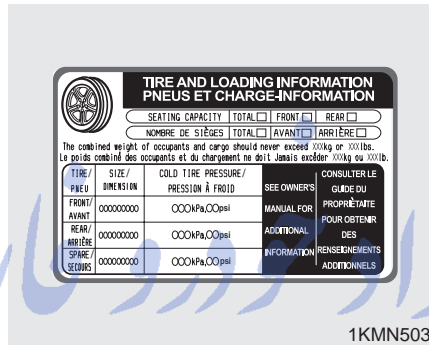 TIRE AND LOADING INFORMATION
PNEUS ET CHARGE-INFORMATION
SEATING CAPACITY TOTAL FRONT REAR
NOMBRE DE SIÈGES TOTAL AVANT ARRIÈRE
The combined weight of occupants and cargo should never exceed XXXkg or XXXlbs.
Le poids combiné des occupants et du chargement ne doit Jamais excéder XXXkg ou XXXlb.
TIRE/
PNEU
SIZE/
DIMENSION
COLD TIRE PRESSURE/
PRESSION À FROID
FRONT/
AVANT
OOOOOOOOO
OOOkPa,OOpsi
REAR/
ARRIÈRE
OOOOOOOOO
OOOkPa,OOpsi
SPARE/
SECOURS
OOOOOOOOO
OOOkPa,OOpsi
SEE OWNER'S
MANUAL FOR
ADDITIONAL
INFORMATION
CONSULTER LE
GUIDE DU
PROPRIÈTAITE
POUR OBTENIR
DES
RENSEIGNEMENTS
ADDITIONNELS
1KMN503